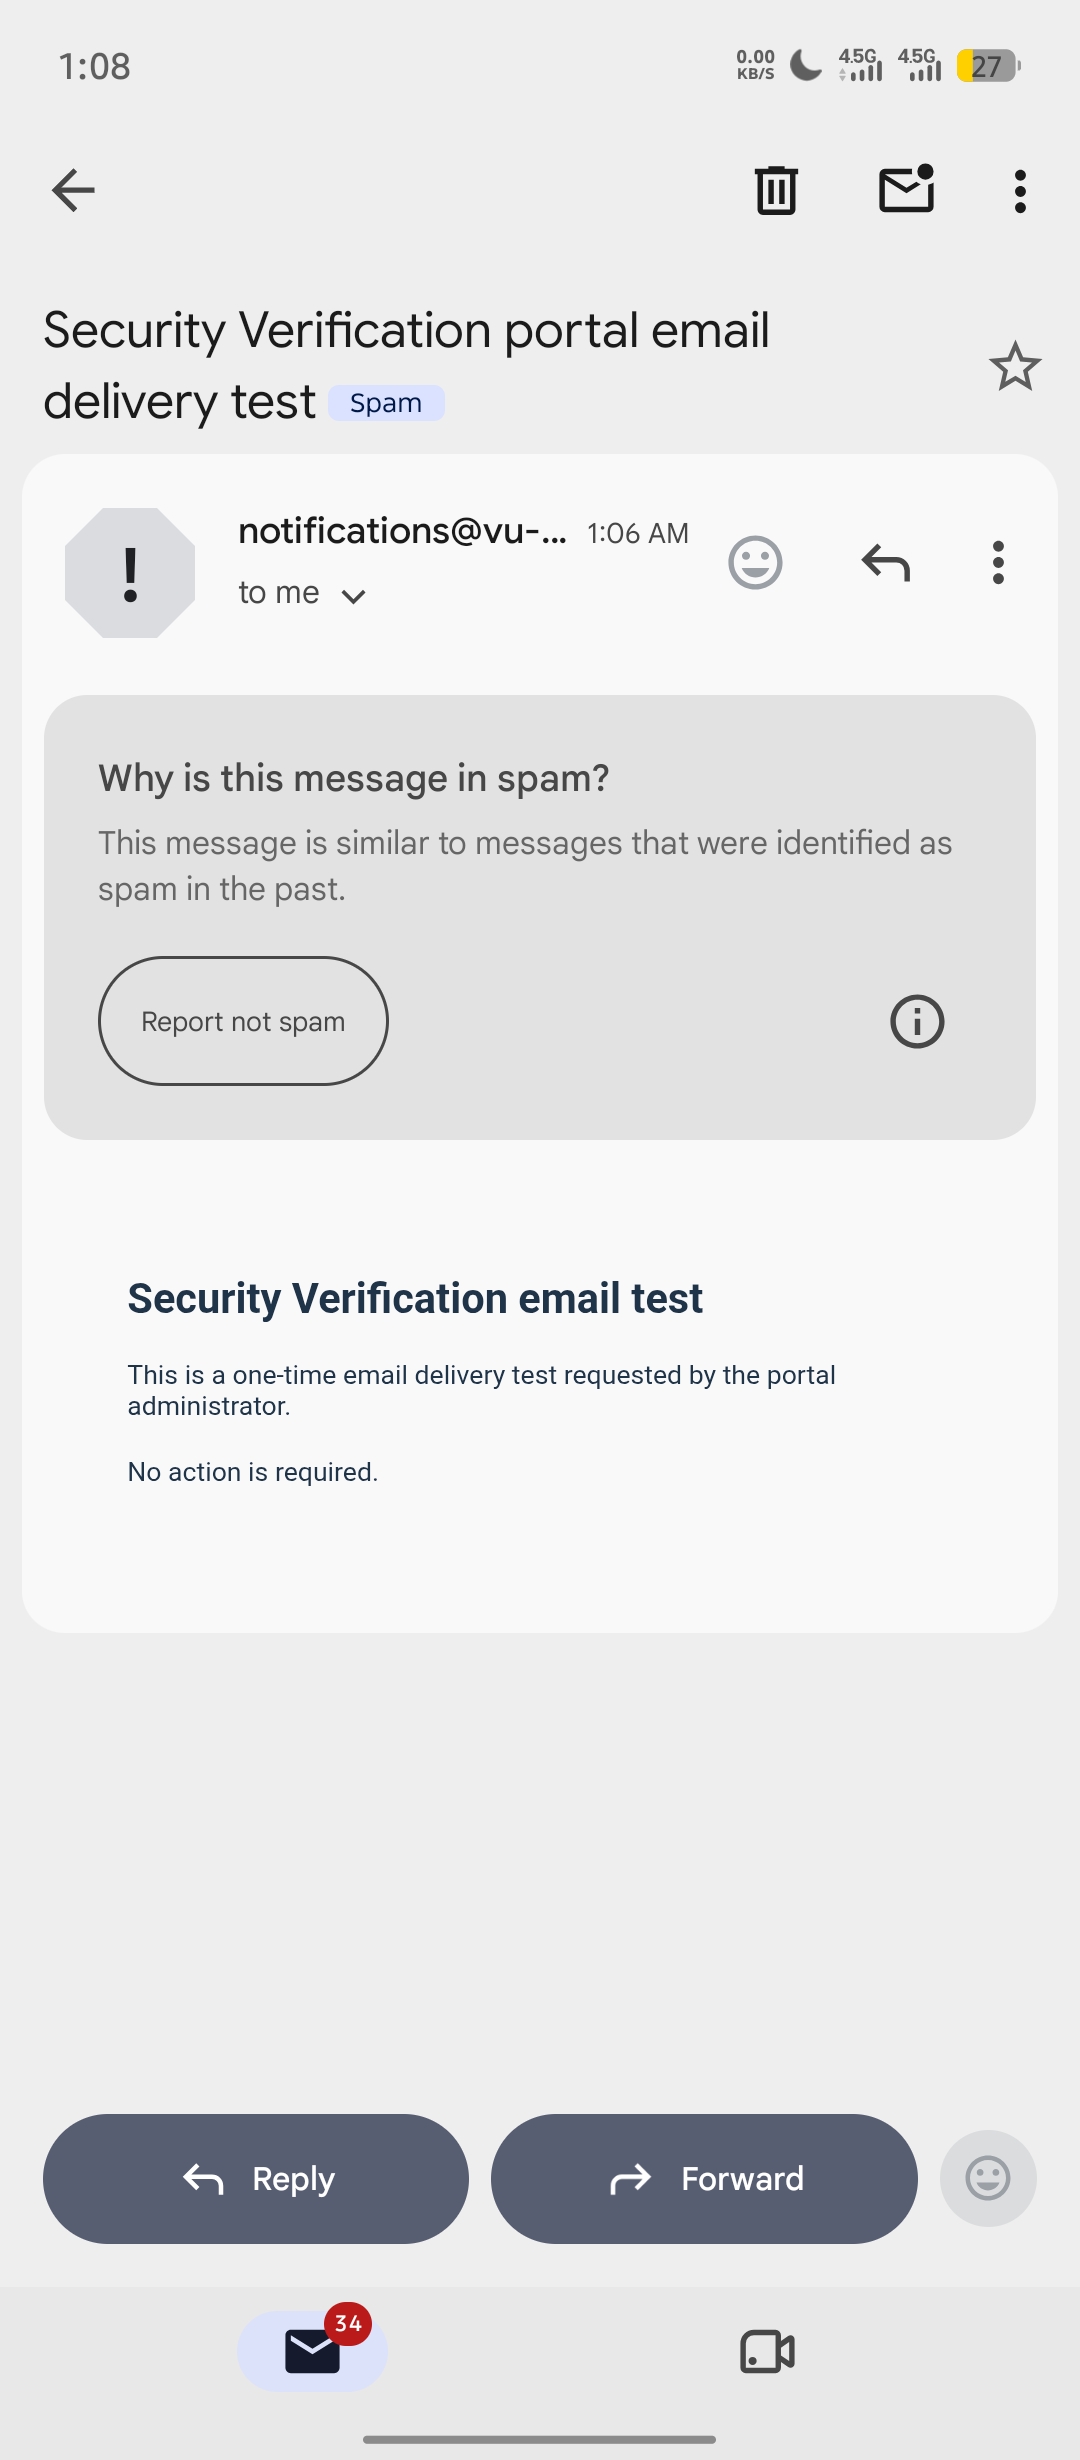 1:08
0.00
KB/S
4.5G
4.5G
27
Security Verification portal email
delivery test Spam
notifications@vu-... 1:06 AM
to me
Why is this message in spam?
This message is similar to messages that were identified as
spam in the past.
Report not spam
Security Verification email test
This is a one-time email delivery test requested by the portal
administrator.
No action is required.
Reply
Forward
34